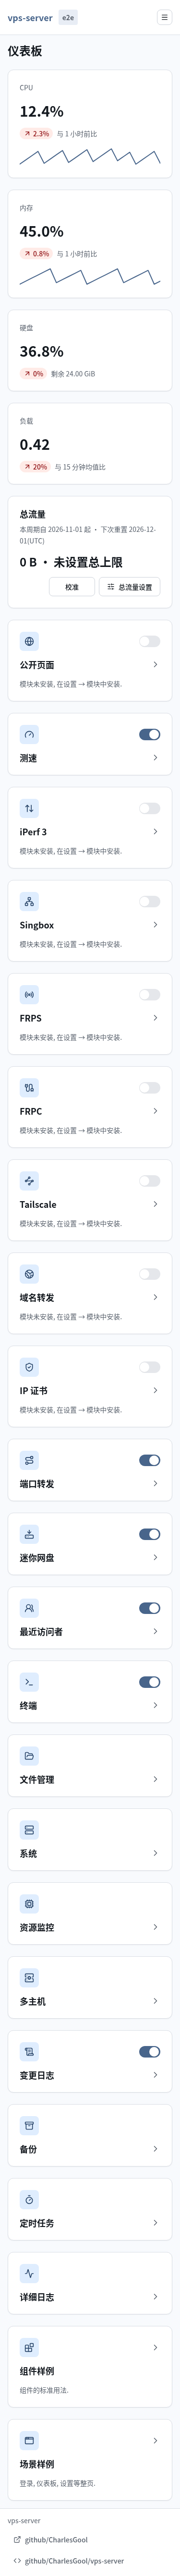 vps-server e2e
仪表板
CPU
12.4%
2.3% 与 1 小时前比
内存
45.0%
0.8% 与 1 小时前比
硬盘
36.8%
0% 剩余 24.00 GiB
负载
0.42
20% 与 15 分钟均值比
总流量
本周期自 2026-11-01 起 • 下次重置 2026-12-
01(UTC)
0 B • 未设置总上限
校准 总流量设置
公开页面
模块未安装, 在设置 → 模块中安装.
测速
iPerf 3
模块未安装, 在设置 → 模块中安装.
Singbox
模块未安装, 在设置 → 模块中安装.
FRPS
模块未安装, 在设置 → 模块中安装.
FRPC
模块未安装, 在设置 → 模块中安装.
Tailscale
模块未安装, 在设置 → 模块中安装.
域名转发
模块未安装, 在设置 → 模块中安装.
IP 证书
模块未安装, 在设置 → 模块中安装.
端口转发
迷你网盘
最近访问者
终端
文件管理
系统
资源监控
多主机
变更日志
备份
定时任务
详细日志
组件样例
组件的标准用法.
场景样例
登录, 仪表板, 设置等整页.
vps-server
github/CharlesGool
github/CharlesGool/vps-server